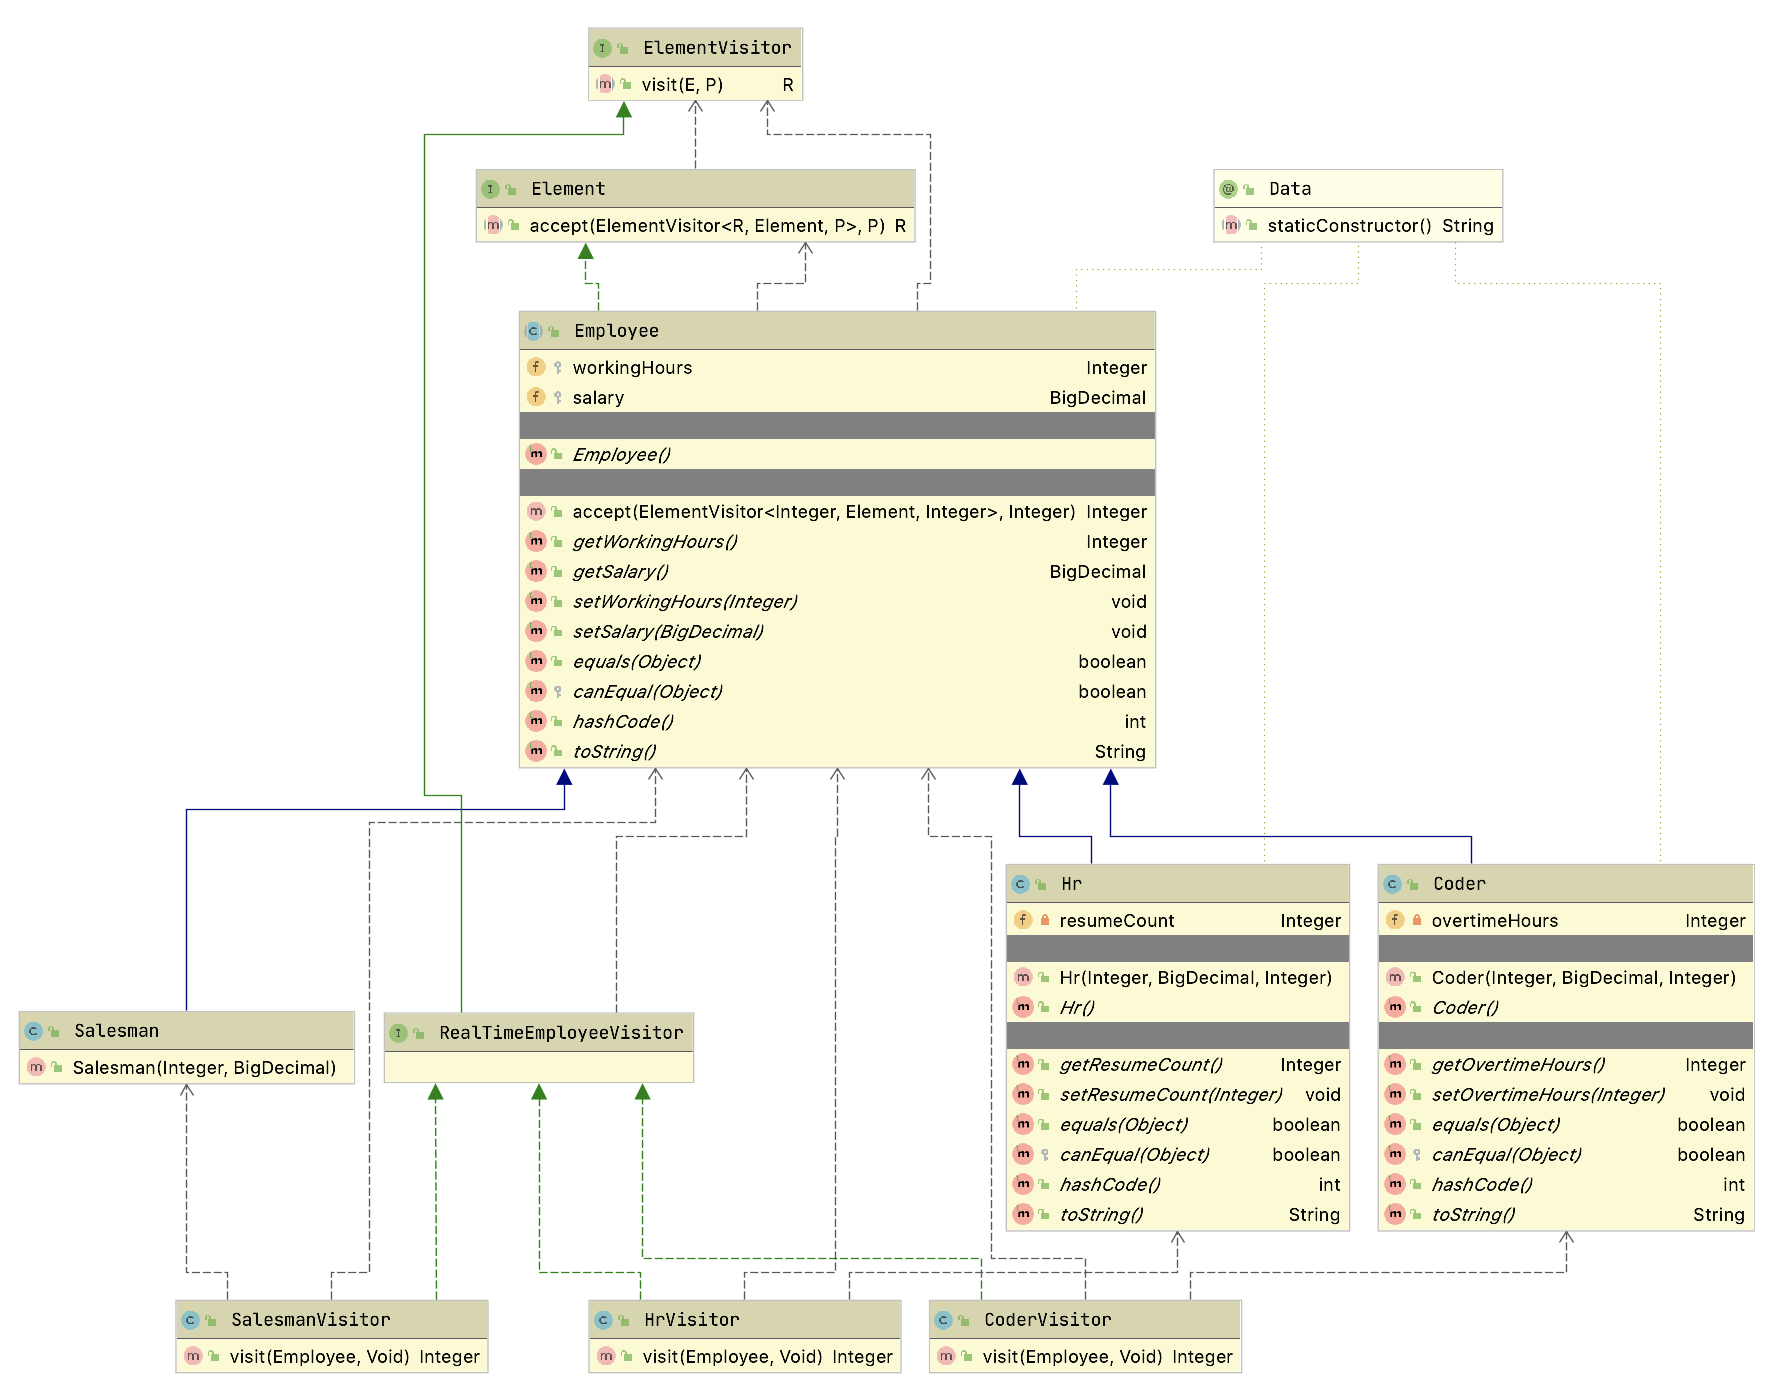 ElementVisitor
visit(E, P) R
Element
accept(ElementVisitor<R, Element, P>, P) R
Data
staticConstructor() String
Employee
workingHours Integer
salary BigDecimal
Employee()
accept(ElementVisitor<Integer, Element, Integer>, Integer) Integer
getWorkingHours() Integer
getSalary() BigDecimal
setWorkingHours(Integer) void
setSalary(BigDecimal) void
equals(Object) boolean
canEqual(Object) boolean
hashCode() int
toString() String
Salesman
Salesman(Integer, BigDecimal)
RealTimeEmployeeVisitor
Hr
resumeCount Integer
Hr(Integer, BigDecimal, Integer)
Hr()
getResumeCount() Integer
setResumeCount(Integer) void
equals(Object) boolean
canEqual(Object) boolean
hashCode() int
toString() String
Coder
overtimeHours Integer
Coder(Integer, BigDecimal, Integer)
Coder()
getOvertimeHours() Integer
setOvertimeHours(Integer) void
equals(Object) boolean
canEqual(Object) boolean
hashCode() int
toString() String
SalesmanVisitor
visit(Employee, Void) Integer
HrVisitor
visit(Employee, Void) Integer
CoderVisitor
visit(Employee, Void) Integer